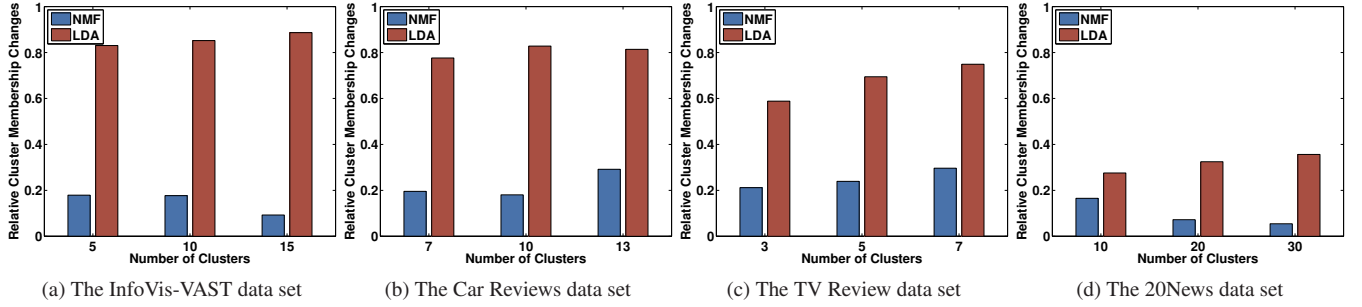 Relative Cluster Membership Changes
1
0.8
0.6
0.4
0.2
0
NMF
LDA
5 10 15
Number of Clusters
(a) The InfoVis-VAST data set
Relative Cluster Membership Changes
1
0.8
0.6
0.4
0.2
0
NMF
LDA
7 10 13
Number of Clusters
(b) The Car Reviews data set
Relative Cluster Membership Changes
1
0.8
0.6
0.4
0.2
0
NMF
LDA
3 5 7
Number of Clusters
(c) The TV Review data set
Relative Cluster Membership Changes
1
0.8
0.6
0.4
0.2
0
NMF
LDA
10 20 30
Number of Clusters
(d) The 20News data set